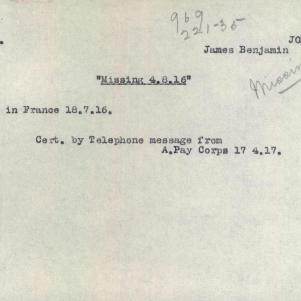 969
221-35
JO
James Benjamin
"Missing 4.8.16"
in France 18.7.16.
Cert. by Telephone message from
A.Pay Corps 17 4.17.